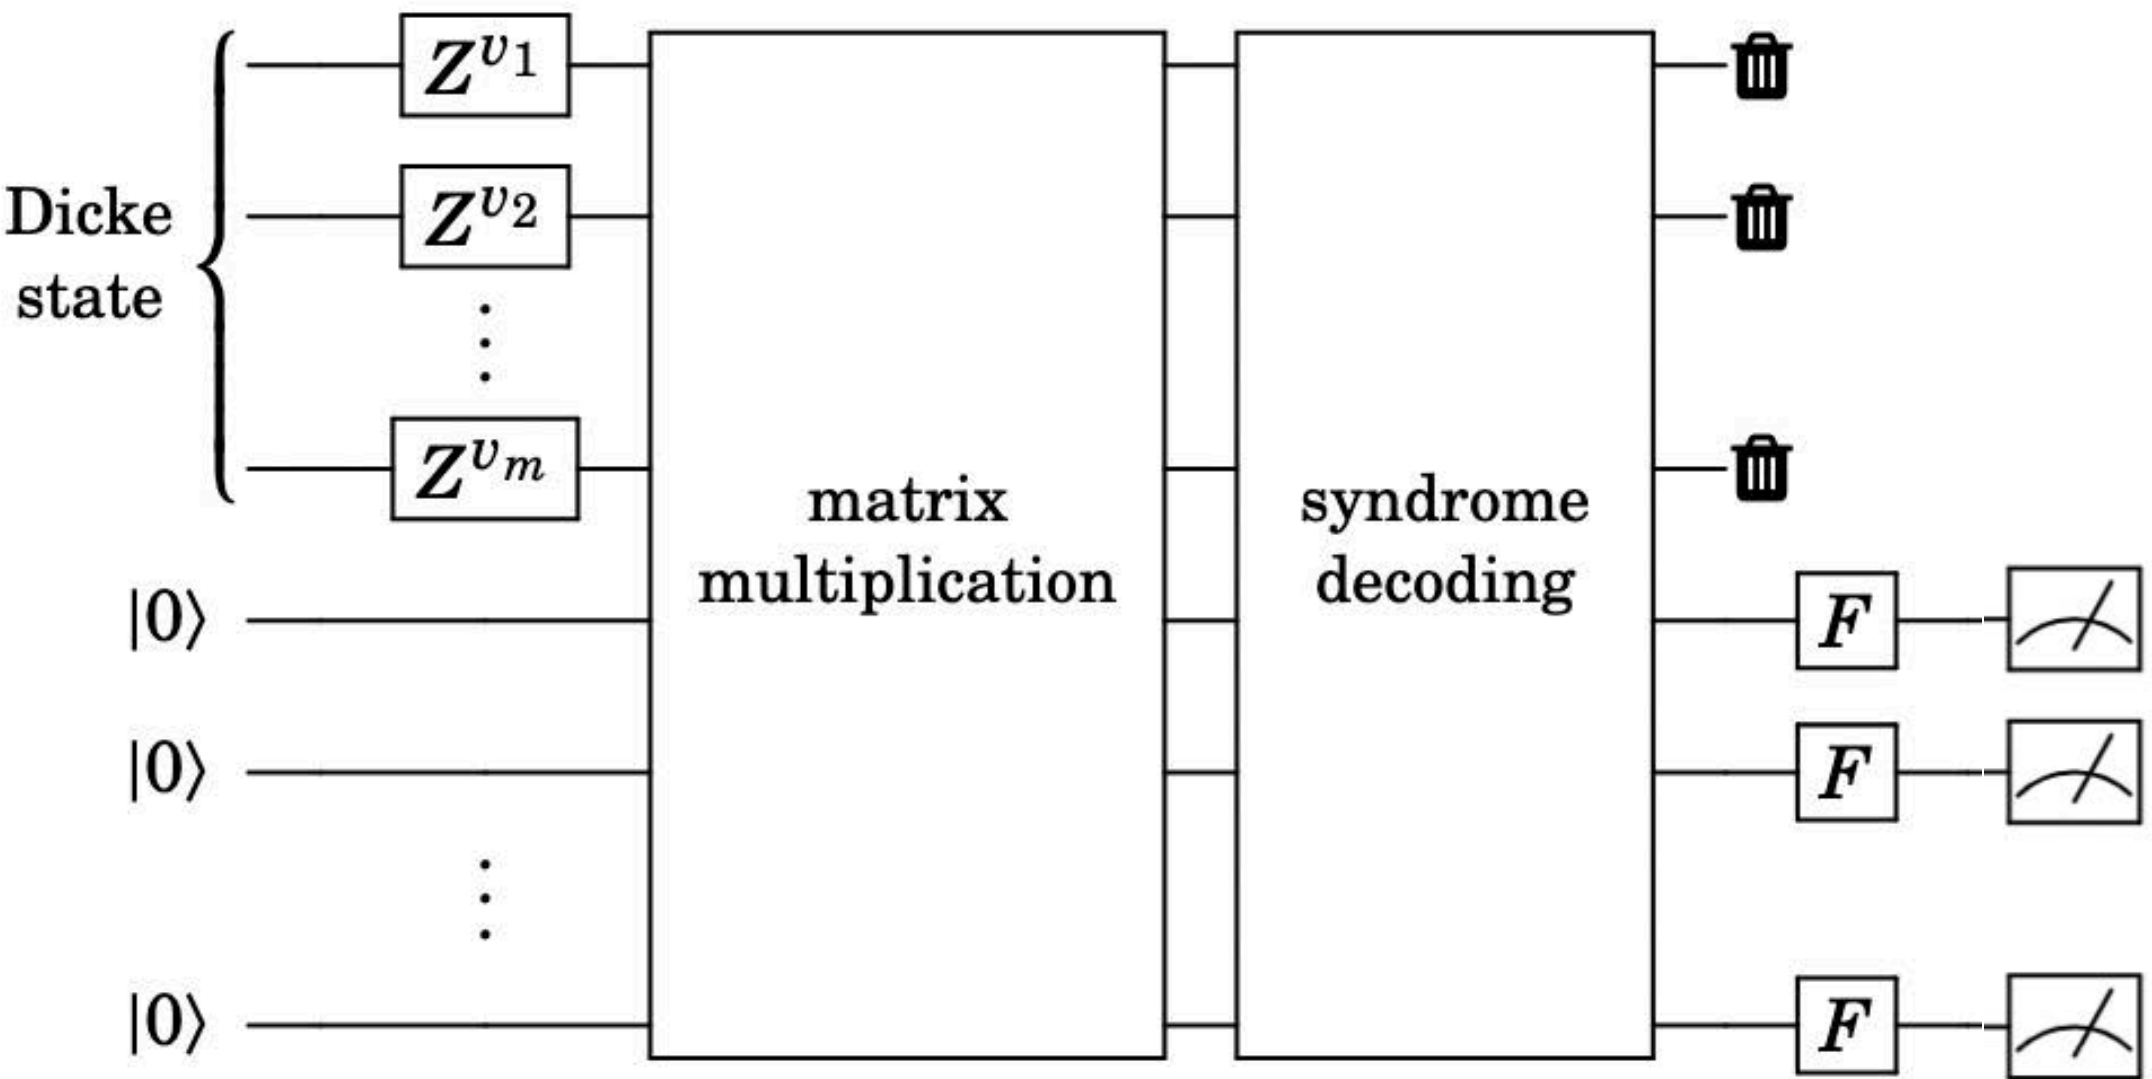 Z^{v_1}
Z^{v_2}
Dicke
state
Z^{v_m}
matrix
multiplication
syndrome
decoding
|0⟩
F
|0⟩
F
|0⟩
F